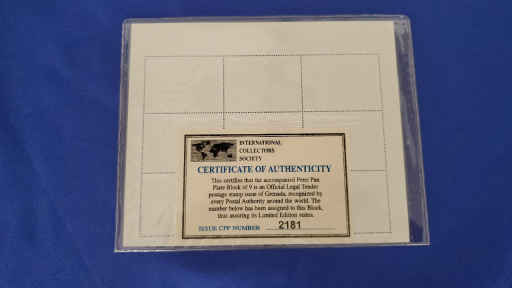 INTERNATIONAL
COLLECTORS
SOCIETY
CERTIFICATE OF AUTHENTICITY
This certifies that the accompanied Peter Pan
Plate Block of 9 is an Official Legal Tender
postage stamp issue of Grenada, recognized by
every Postal Authority around the world. The
number below has been assigned to this Block,
thus assuring its Limited Edition status.
ISSUE CPP NUMBER 2181